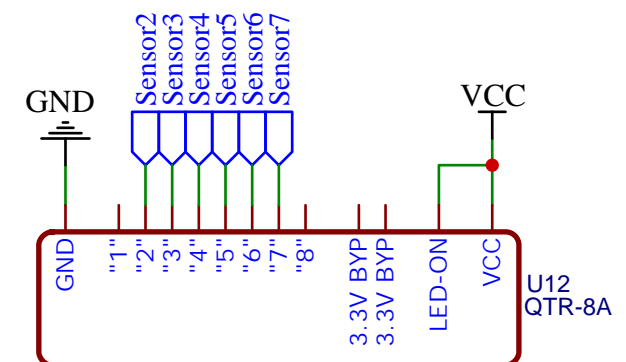 Sensor2
Sensor3
Sensor4
Sensor5
Sensor6
Sensor7
GND
VCC
GND
"1"
"2"
"3"
"4"
"5"
"6"
"7"
"8"
3.3V BYP
3.3V BYP
LED-ON
VCC
U12
QTR-8A